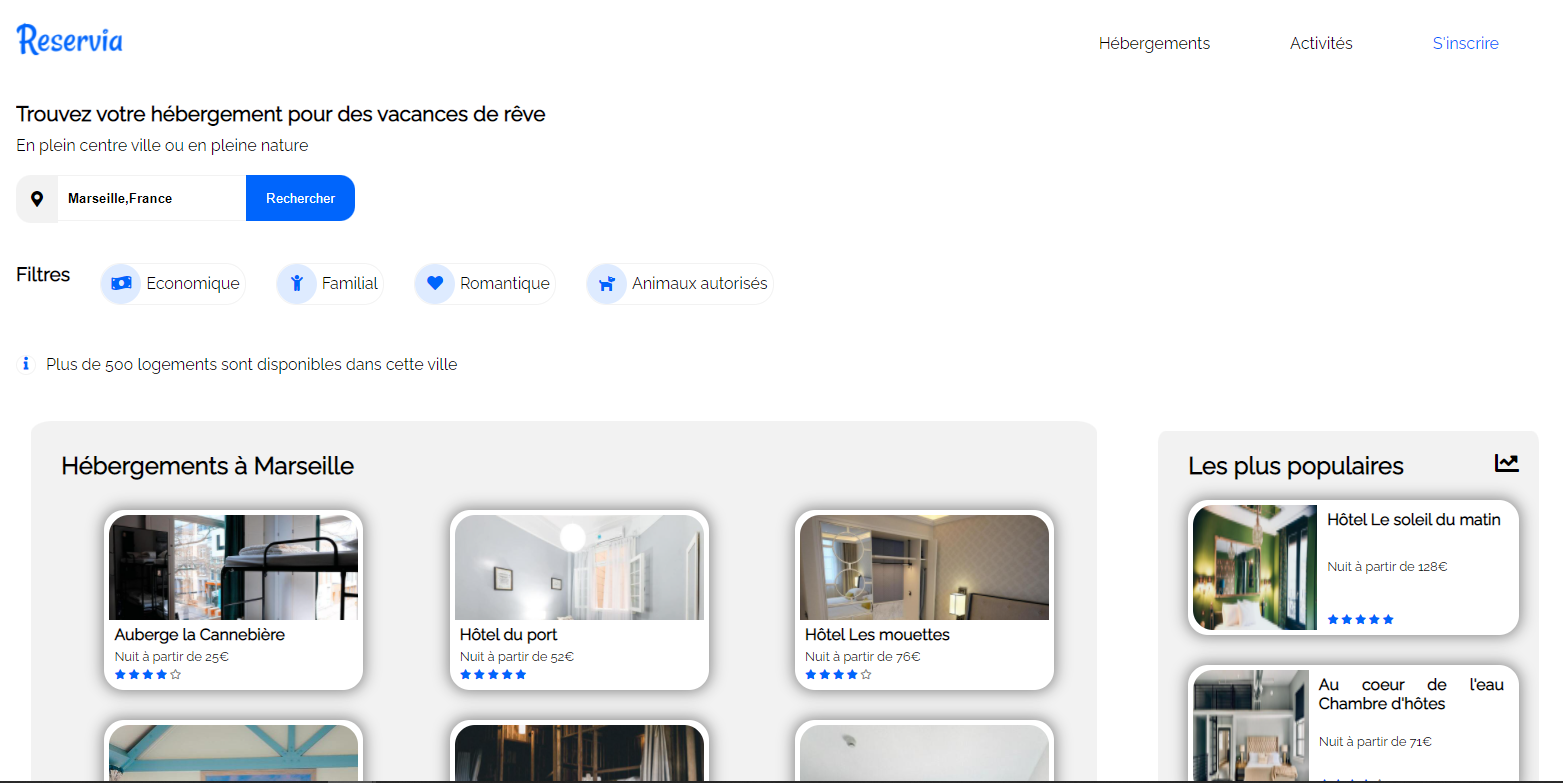 Reservia
Hébergements
Activités
S'inscrire
Trouvez votre hébergement pour des vacances de rêve
En plein centre ville ou en pleine nature
Marseille,France
Rechercher
Filtres
Economique
Familial
Romantique
Animaux autorisés
Plus de 500 logements sont disponibles dans cette ville
Hébergements à Marseille
Auberge la Cannebière
Nuit à partir de 25€
Hôtel du port
Nuit à partir de 52€
Hôtel Les mouettes
Nuit à partir de 76€
Les plus populaires
Hôtel Le soleil du matin
Nuit à partir de 128€
Au coeur de l'eau
Chambre d'hôtes
Nuit à partir de 71€